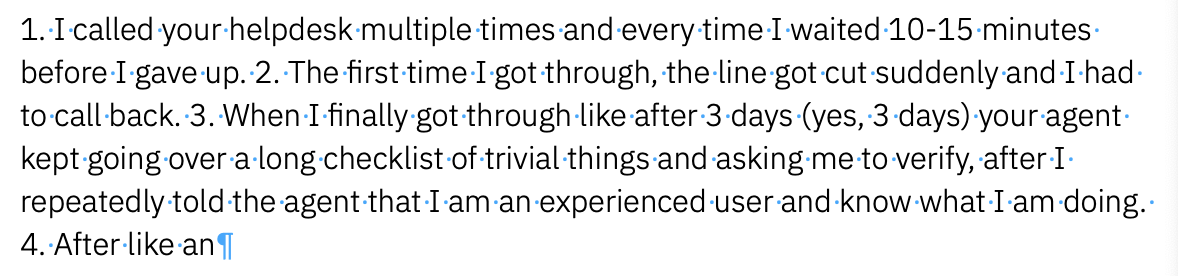 1. I called your helpdesk multiple times and every time I waited 10-15 minutes
before I gave up. 2. The first time I got through, the line got cut suddenly and I had
to call back. 3. When I finally got through like after 3 days (yes, 3 days) your agent
kept going over a long checklist of trivial things and asking me to verify, after I
repeatedly told the agent that I am an experienced user and know what I am doing.
4. After like an¶